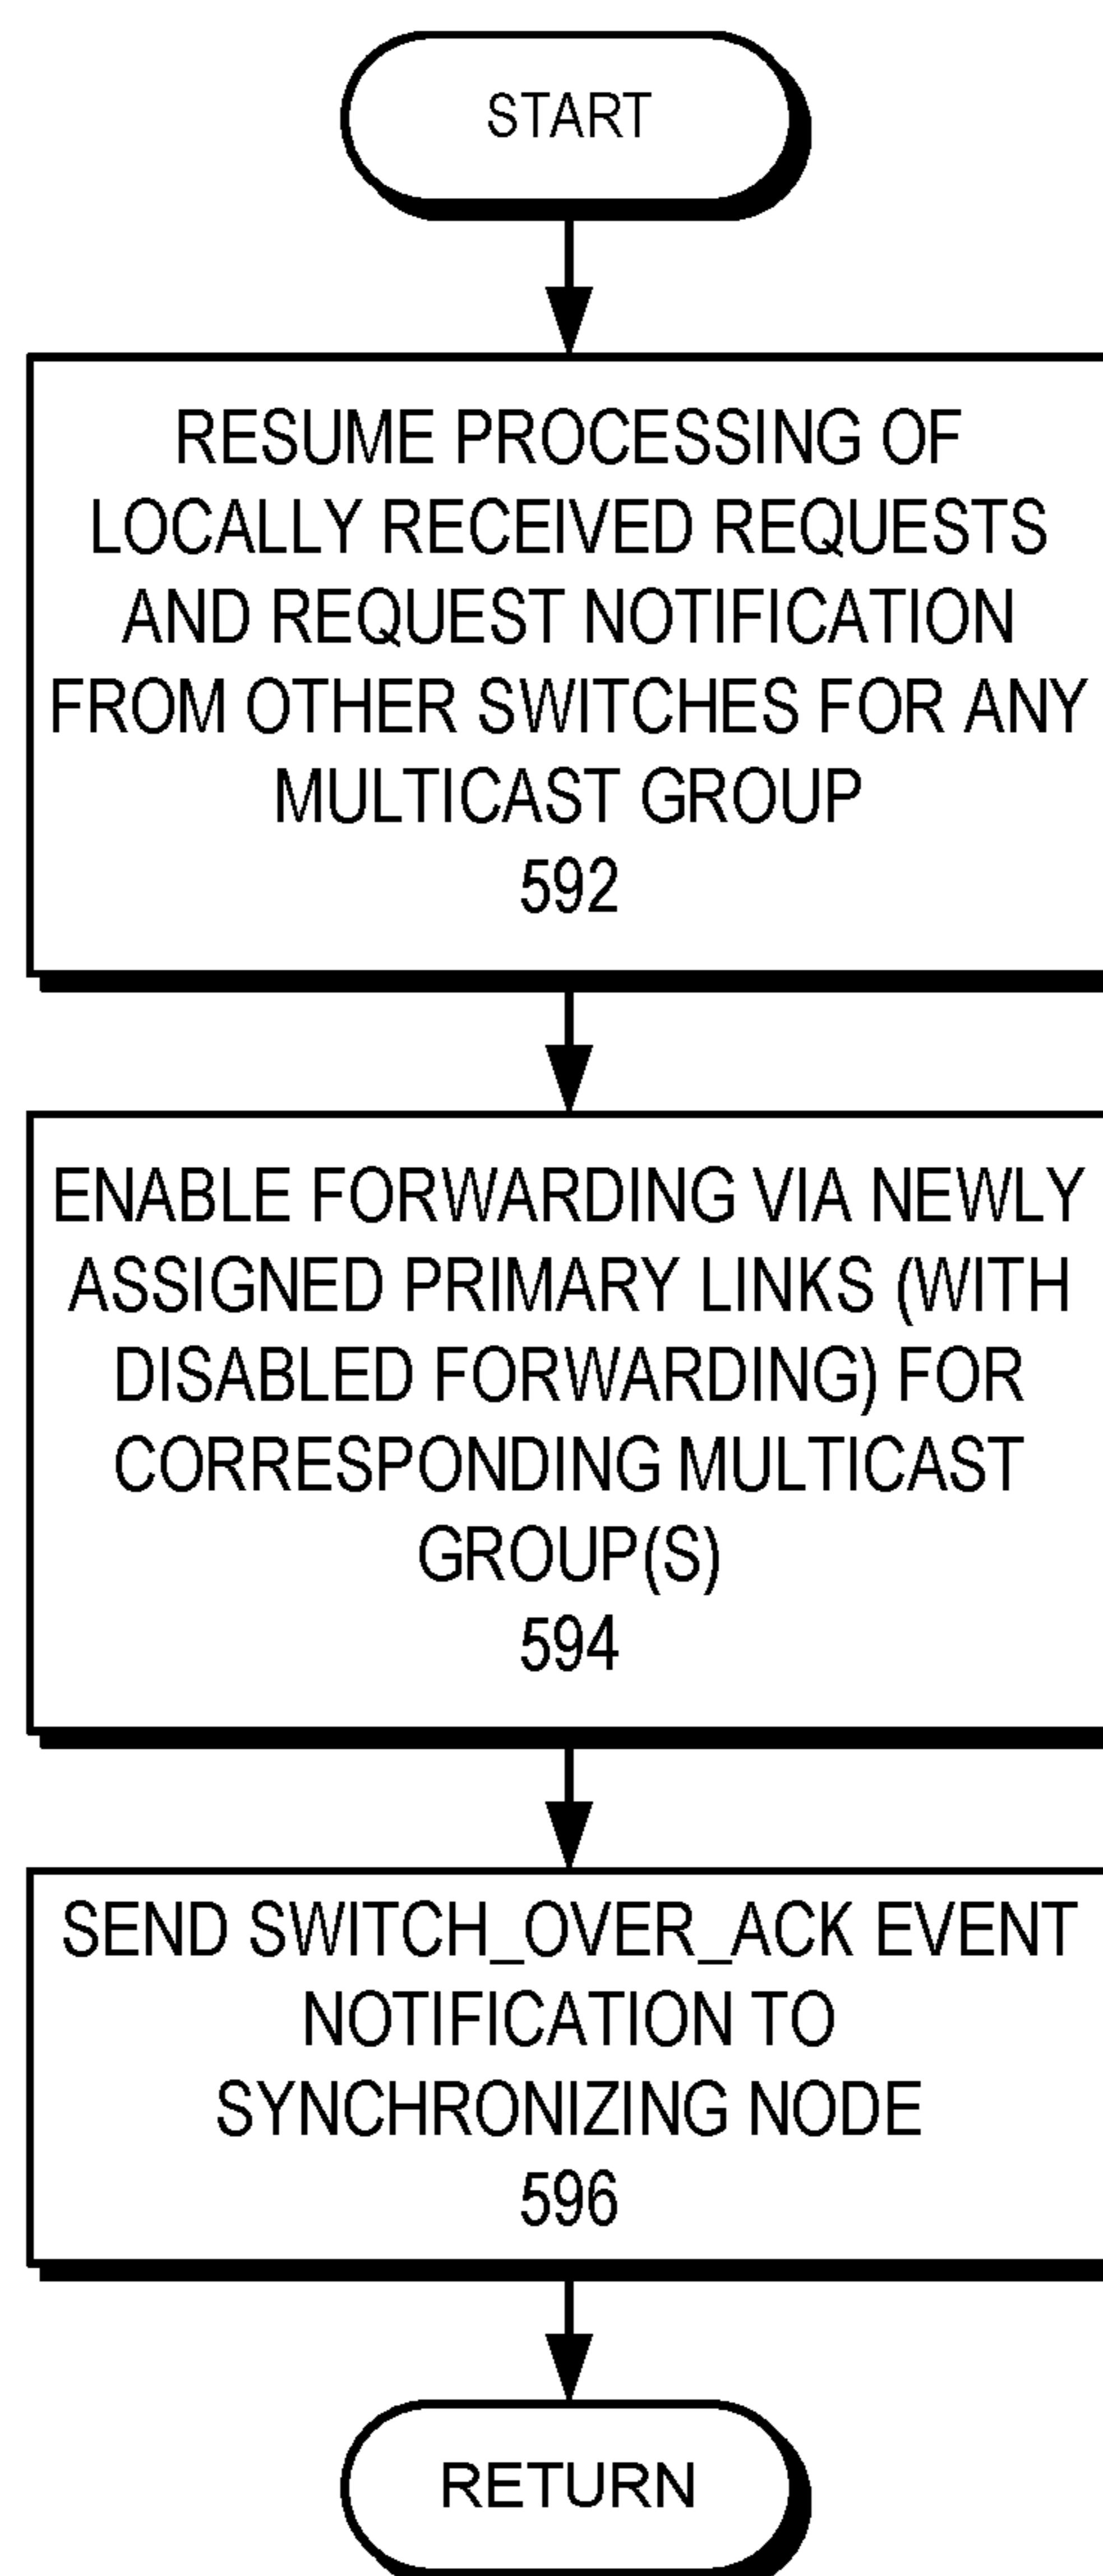 START
RESUME PROCESSING OF
LOCALLY RECEIVED REQUESTS
AND REQUEST NOTIFICATION
FROM OTHER SWITCHES FOR ANY
MULTICAST GROUP
592
ENABLE FORWARDING VIA NEWLY
ASSIGNED PRIMARY LINKS (WITH
DISABLED FORWARDING) FOR
CORRESPONDING MULTICAST
GROUP(S)
594
SEND SWITCH_OVER_ACK EVENT
NOTIFICATION TO
SYNCHRONIZING NODE
596
RETURN